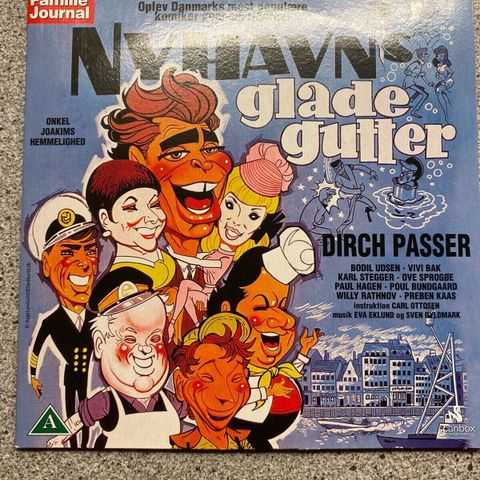 Familie
Journal
Oplev Danmarks mest populære
komiker
NYHAVNS
glade
gutter
ONKEL
JOAKIMS
HEMMELIGHED
DIRCH PASSER
BODIL UDSEN · VIVI BAK
KARL STEGGER · OVE SPROGØE
PAUL HAGEN · POUL BUNDGAARD
WILLY RATHNOV · PREBEN KAAS
instruktion CARL OTTOSEN
musik EVA EKLUND og SVEN GYLDMARK
A
scanbox